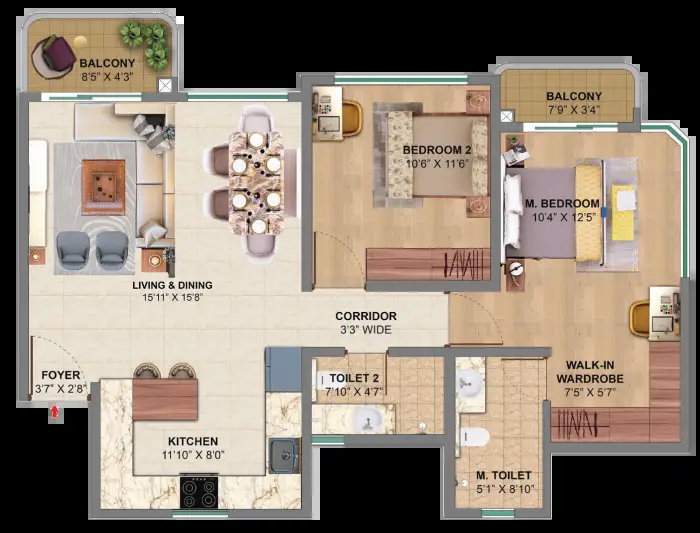 BALCONY
8'5" X 4'3"
BALCONY
7'9" X 3'4"
BEDROOM 2
10'6" X 11'6"
M. BEDROOM
10'4" X 12'5"
LIVING & DINING
15'11" X 15'8"
CORRIDOR
3'3" WIDE
FOYER
3'7" X 2'8"
TOILET 2
7'10" X 4'7"
WALK-IN
WARDROBE
7'5" X 5'7"
KITCHEN
11'10" X 8'0"
M. TOILET
5'1" X 8'10"